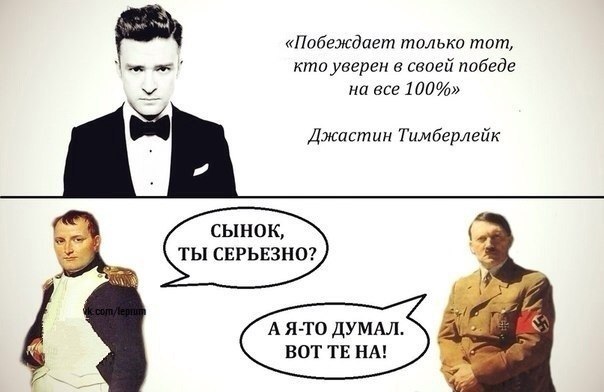 «Побеждает только тот,
кто уверен в своей победе
на все 100%»
Джастин Тимберлейк
СЫНОК,
ТЫ СЕРЬЕЗНО?
vk.com/leprum
А Я-ТО ДУМАЛ.
ВОТ ТЕ НА!